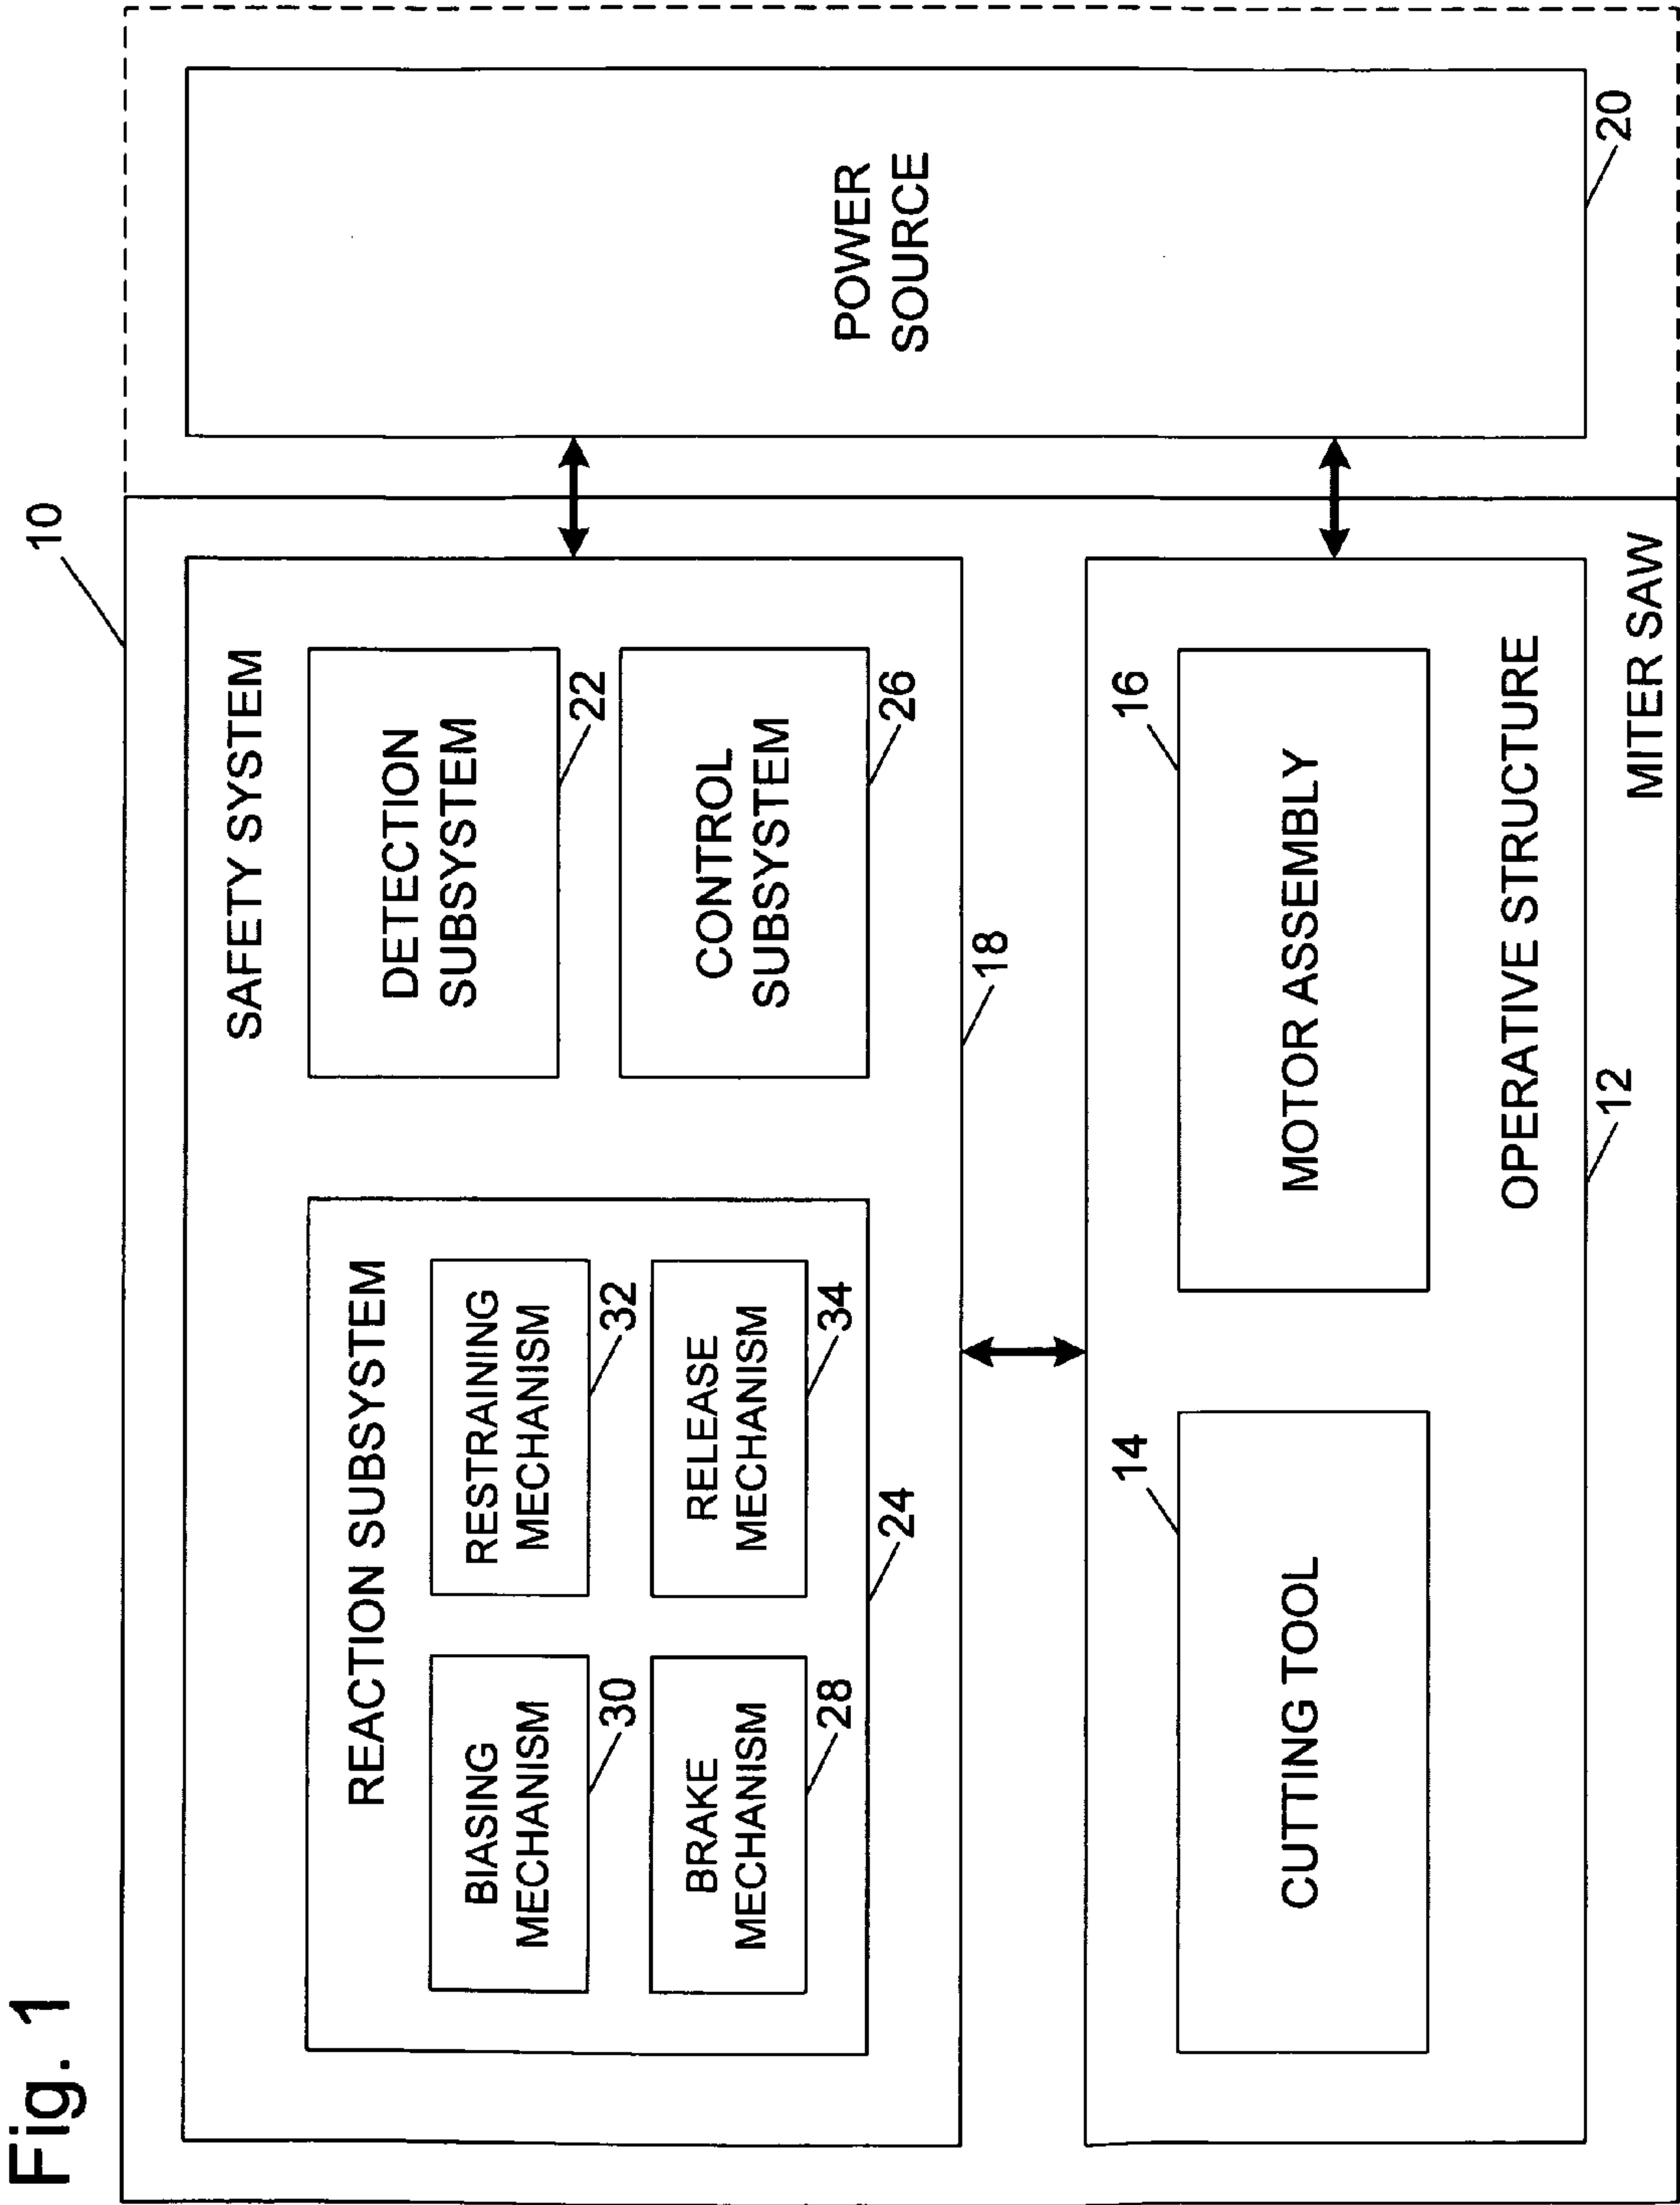 Fig. 1
10
SAFETY SYSTEM
REACTION SUBSYSTEM
BIASING
MECHANISM
30
RESTRAINING
MECHANISM
32
BRAKE
MECHANISM
28
RELEASE
MECHANISM
34
24
DETECTION
SUBSYSTEM
22
CONTROL
SUBSYSTEM
26
18
POWER
SOURCE
20
14
CUTTING TOOL
16
MOTOR ASSEMBLY
OPERATIVE STRUCTURE
12
MITER SAW